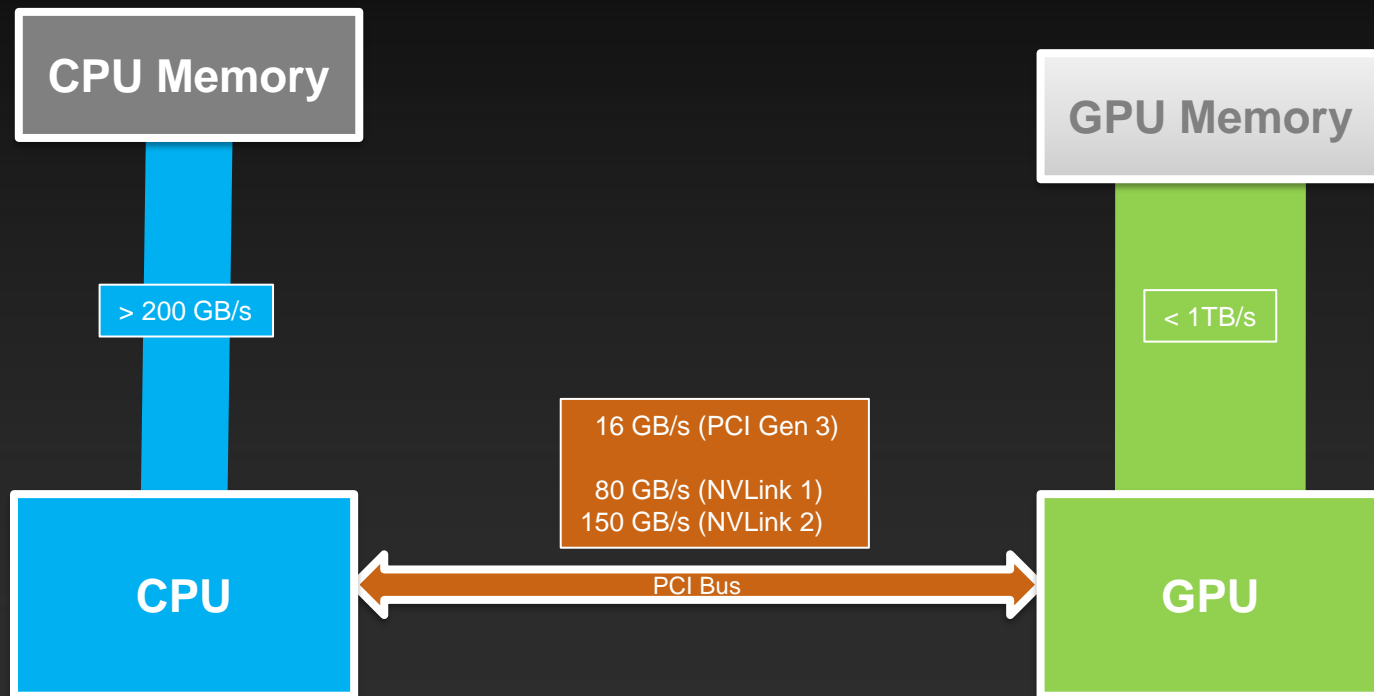 CPU Memory
GPU Memory
> 200 GB/s
< 1TB/s
16 GB/s (PCI Gen 3)
80 GB/s (NVLink 1)
150 GB/s (NVLink 2)
CPU
PCI Bus
GPU